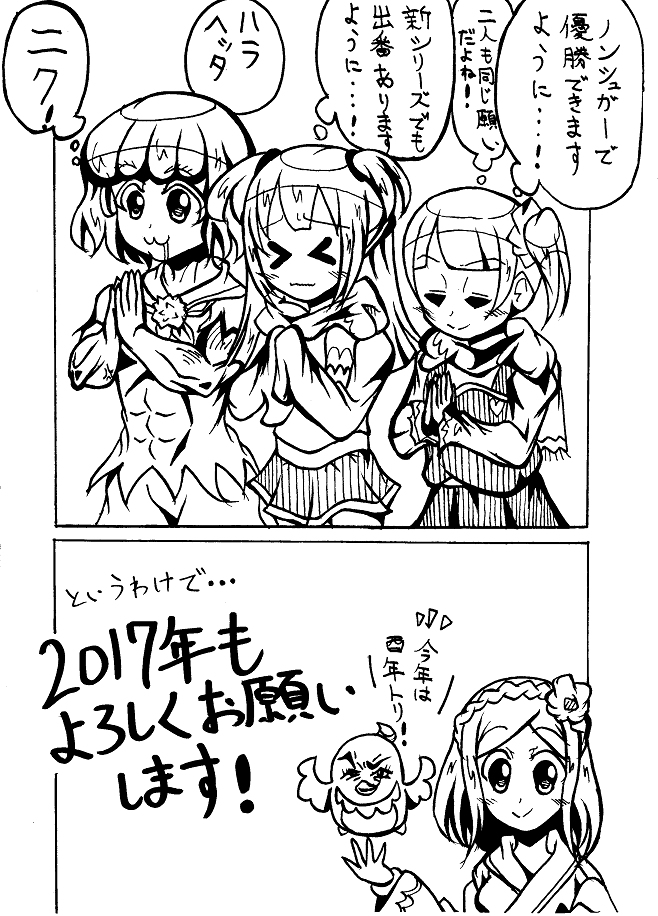 ノンシュガーで
優勝できます
ように…!
二人も同じ願い
だよね!
新シリーズでも
出番あります
ように…!
ハラ
ヘッタ
ニク!
というわけで…
2017年も
よろしくお願い
します!
今年は
酉年トリ!